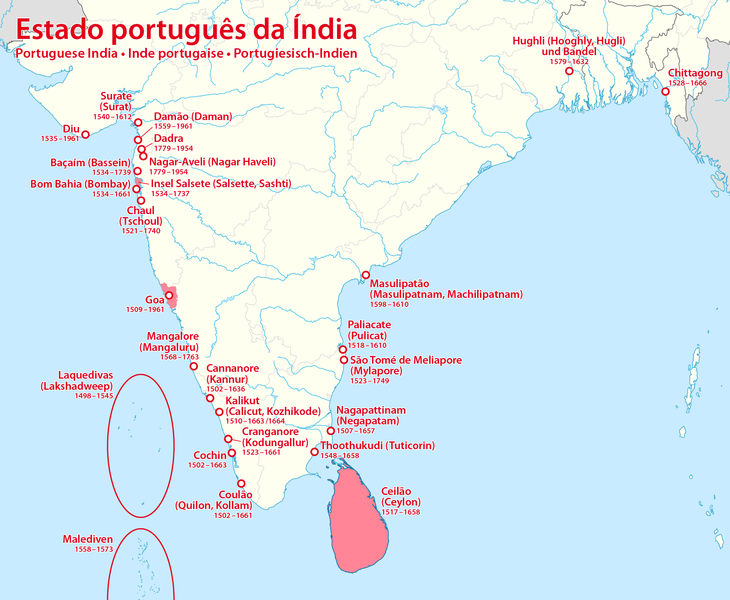 Estado português da Índia
Portuguese India • Inde portugaise • Portugiesisch-Indien
Hughli (Hooghly, Hugli)
und Bandel
1579–1632
Chittagong
1528–1666
Surate
(Surat)
1540–1612
Damão (Daman)
1559–1961
Diu
1535–1961
Dadra
1779–1954
Baçaím (Bassein)
1534–1739
Nagar-Aveli (Nagar Haveli)
1779–1954
Bom Bahia (Bombay)
1534–1661
Insel Salsete (Salsette, Sashti)
1534–1737
Chaul
(Tschoul)
1521–1740
Masulipatão
(Masulipatnam, Machilipatnam)
1598–1610
Goa
1509–1961
Paliacate
(Pulicat)
1518–1610
Mangalore
(Mangaluru)
1568–1763
São Tomé de Meliapore
(Mylapore)
1523–1749
Laquedivas
(Lakshadweep)
1498–1545
Cannanore
(Kannur)
1502–1636
Kalikut
(Calicut, Kozhikode)
1510–1663/1664
Nagapattinam
(Negapatam)
1507–1657
Cranganore
(Kodungallur)
1523–1661
Thoothukudi (Tuticorin)
1548–1658
Cochin
1502–1663
Coulão
(Quilon, Kollam)
1502–1661
Ceilão
(Ceylon)
1517–1658
Malediven
1558–1573